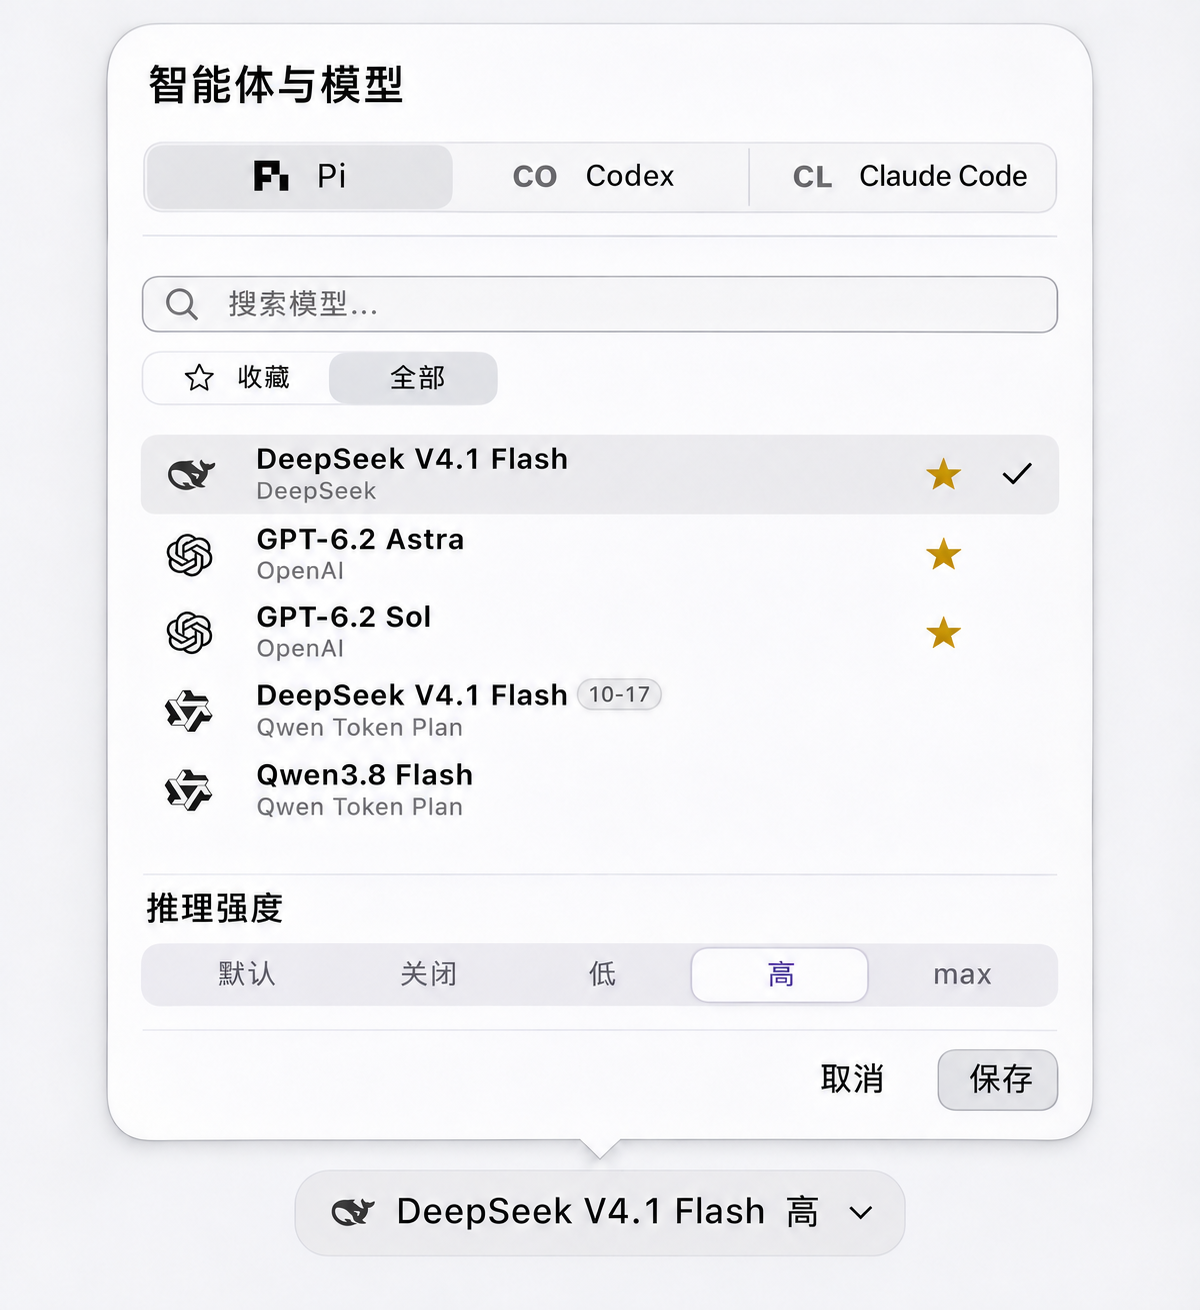 智能体与模型
Pi
CO Codex
CL Claude Code
搜索模型...
收藏
全部
DeepSeek V4.1 Flash
DeepSeek
GPT-6.2 Astra
OpenAI
GPT-6.2 Sol
OpenAI
DeepSeek V4.1 Flash 10-17
Qwen Token Plan
Qwen3.8 Flash
Qwen Token Plan
推理强度
默认 关闭 低 高 max
取消 保存
DeepSeek V4.1 Flash 高